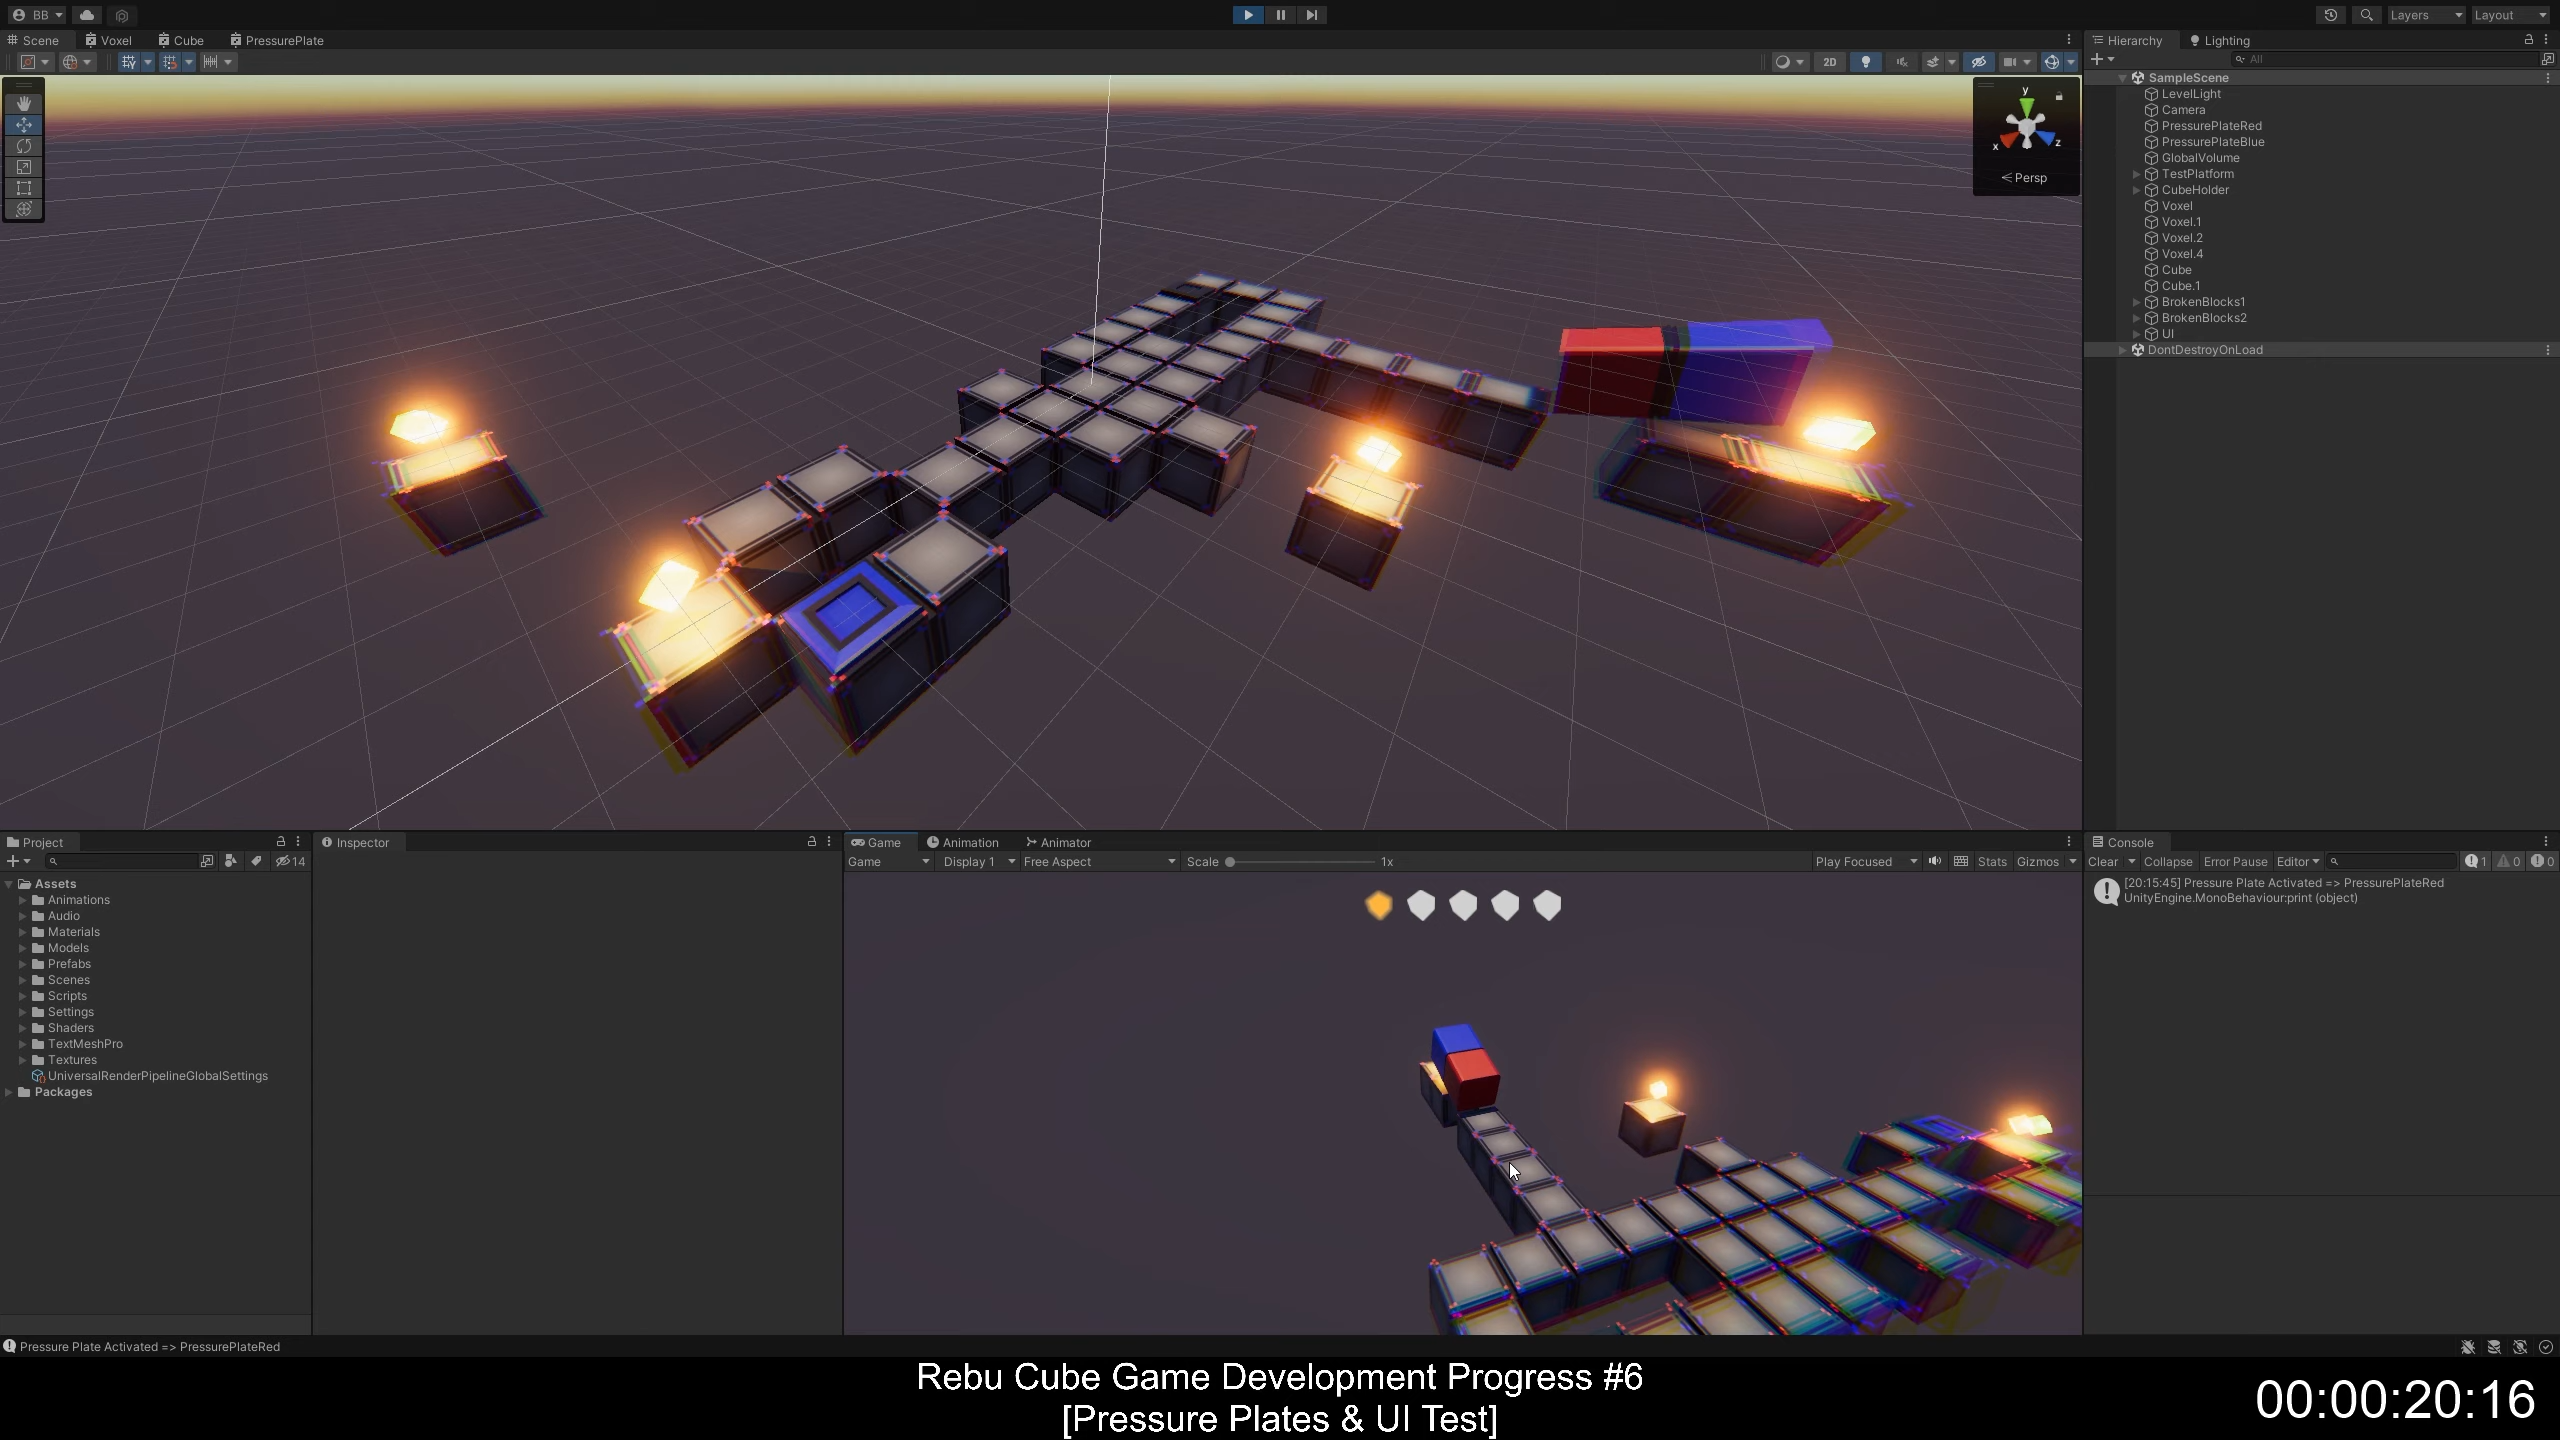 BB
Layers
Layout
Scene
Voxel
Cube
PressurePlate
2D
y
x
z
Persp
Hierarchy
Lighting
All
SampleScene
LevelLight
Camera
PressurePlateRed
PressurePlateBlue
GlobalVolume
TestPlatform
CubeHolder
Voxel
Voxel.1
Voxel.2
Voxel.4
Cube
Cube.1
BrokenBlocks1
BrokenBlocks2
UI
DontDestroyOnLoad
Project
14
Assets
Animations
Audio
Materials
Models
Prefabs
Scenes
Scripts
Settings
Shaders
TextMeshPro
Textures
UniversalRenderPipelineGlobalSettings
Packages
Inspector
Game
Animation
Animator
Game
Display 1
Free Aspect
Scale
1x
Play Focused
Stats
Gizmos
Console
Clear
Collapse
Error Pause
Editor
1
0
0
[20:15:45] Pressure Plate Activated => PressurePlateRed
UnityEngine.MonoBehaviour:print (object)
Pressure Plate Activated => PressurePlateRed
Rebu Cube Game Development Progress #6
[Pressure Plates & UI Test]
00:00:20:16